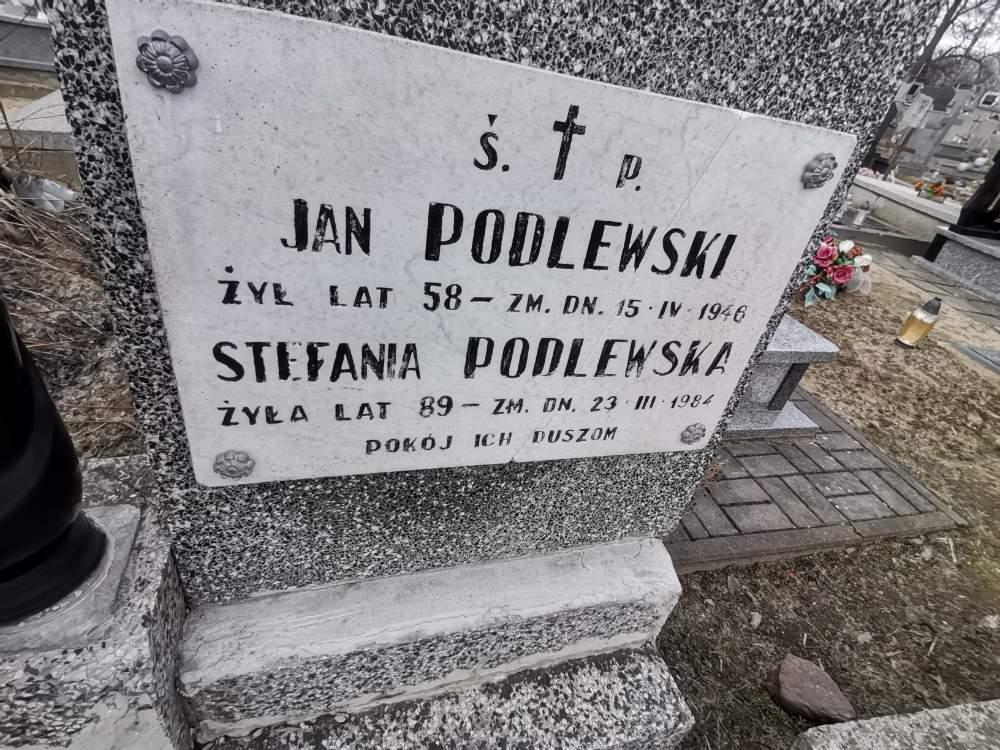 Ś. † P.
JAN PODLEWSKI
ŻYŁ LAT 58 – ZM. DN. 15·IV·1946
STEFANIA PODLEWSKA
ŻYŁA LAT 89 – ZM. DN. 23·III·1984
POKÓJ ICH DUSZOM